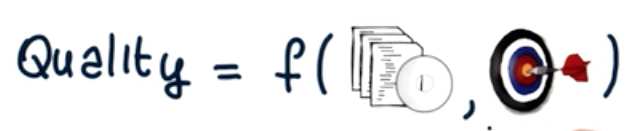 Quality = f( , )